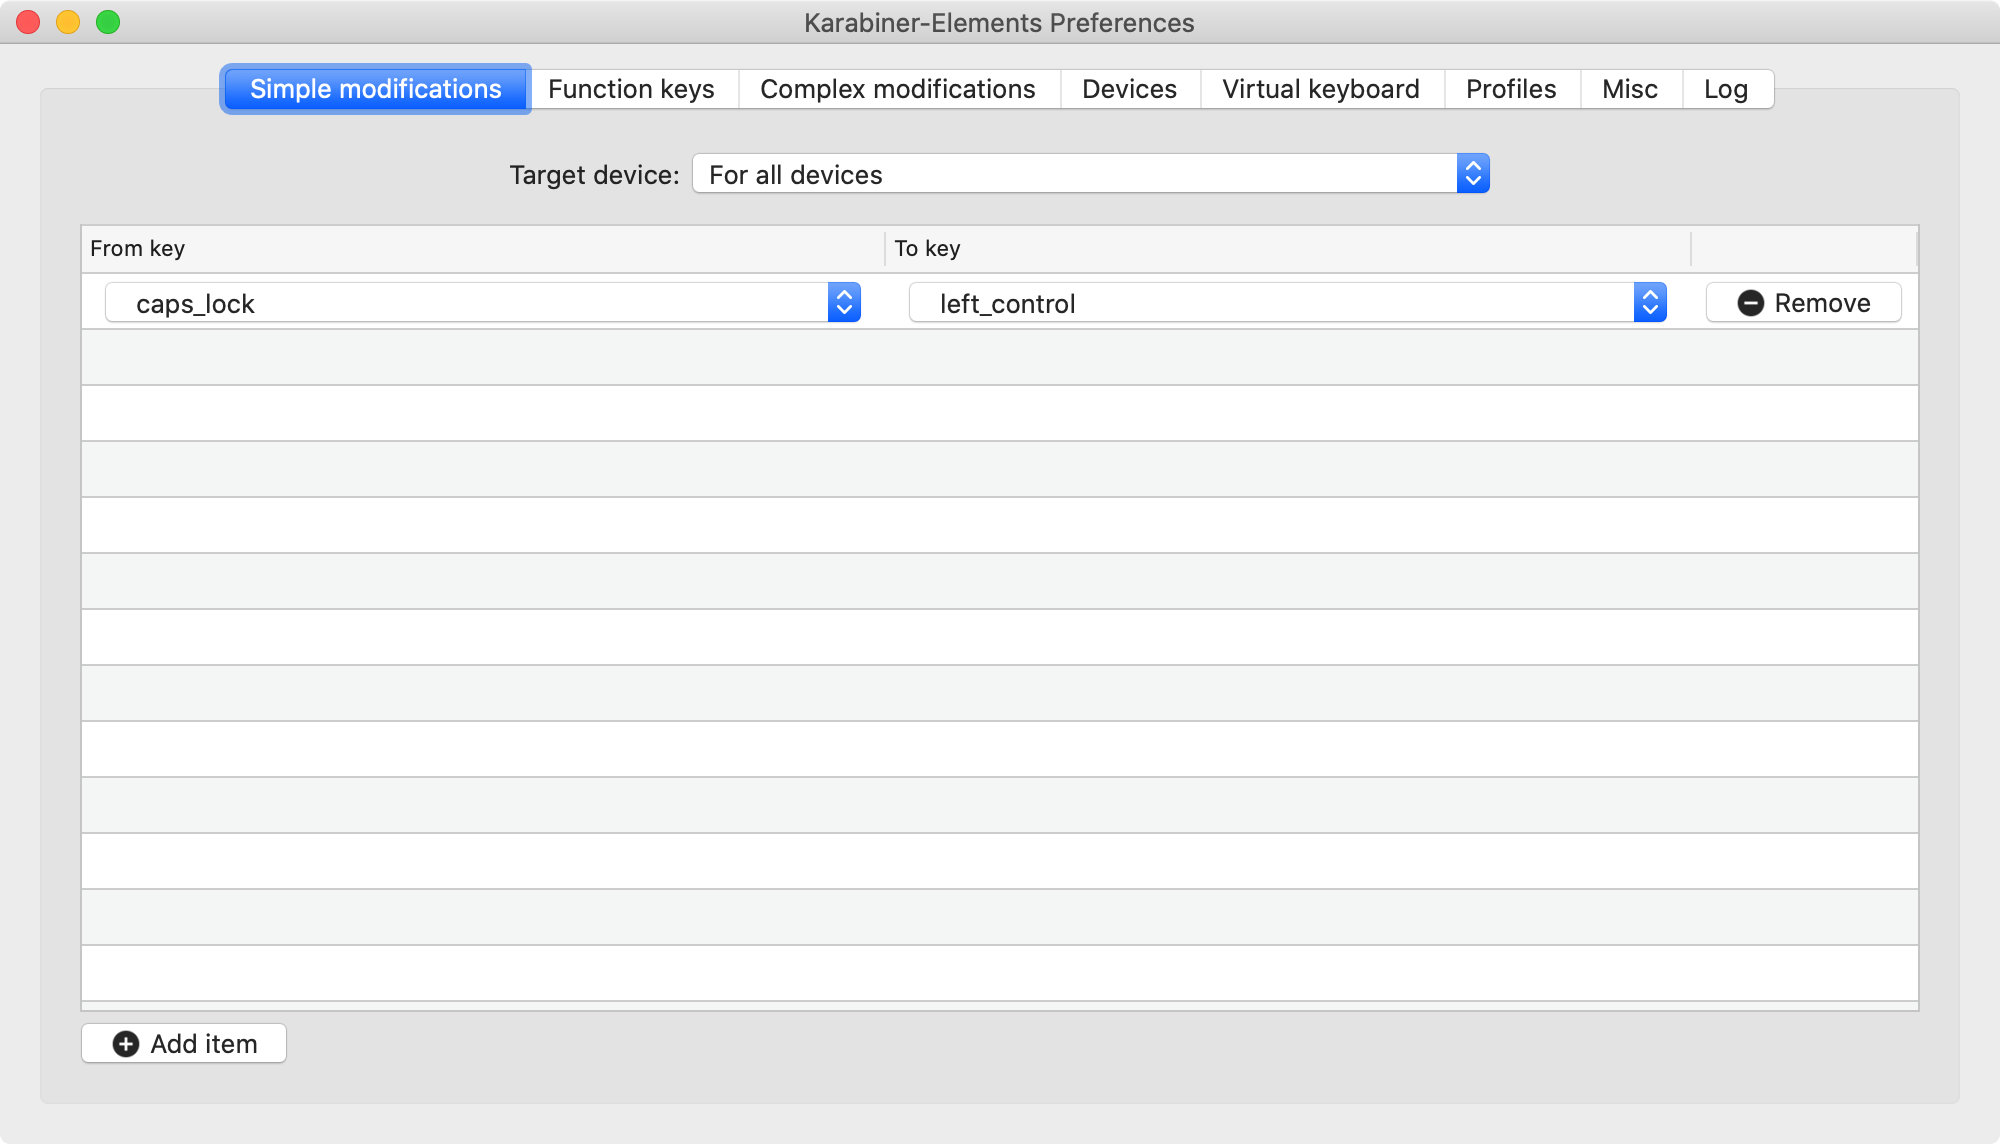 Karabiner-Elements Preferences
Simple modifications Function keys Complex modifications Devices Virtual keyboard Profiles Misc Log
Target device: For all devices
From key To key
caps_lock left_control Remove
Add item